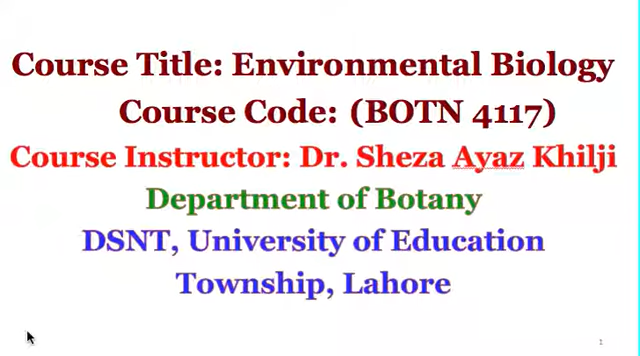 Course Title: Environmental Biology
Course Code: (BOTN 4117)
Course Instructor: Dr. Sheza Ayaz Khilji
Department of Botany
DSNT, University of Education
Township, Lahore
1